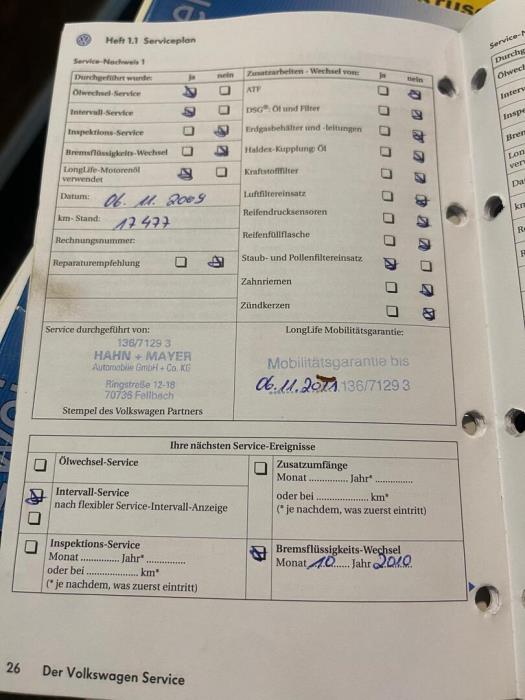 Heft 1.1 Serviceplan
Service-Nachweis 1
Durchgeführt wurde: ja nein
Ölwechsel-Service
Intervall-Service
Inspektions-Service
Bremsflüssigkeits-Wechsel
LongLife-Motorenöl
verwendet
Datum: 06. 11. 2009
km-Stand: 17477
Rechnungsnummer:
Reparaturempfehlung
Zusatzarbeiten - Wechsel von: ja nein
ATF
DSG® Öl und Filter
Erdgasbehälter und -leitungen
Haldex-Kupplung: Öl
Kraftstofffilter
Luftfiltereinsatz
Reifendrucksensoren
Reifenfüllflasche
Staub- und Pollenfiltereinsatz
Zahnriemen
Zündkerzen
Service durchgeführt von:
136/7129 3
HAHN + MAYER
Automobile GmbH + Co. KG
Ringstraße 12-18
70736 Fellbach
Stempel des Volkswagen Partners
LongLife Mobilitätsgarantie:
Mobilitätsgarantie bis
06.11.2011 136/7129 3
Ihre nächsten Service-Ereignisse
Ölwechsel-Service
Intervall-Service
nach flexibler Service-Intervall-Anzeige
Inspektions-Service
Monat .............. Jahr* ..............
oder bei .................. km*
(* je nachdem, was zuerst eintritt)
Zusatzumfänge
Monat .............. Jahr* ..............
oder bei .................. km*
(* je nachdem, was zuerst eintritt)
Bremsflüssigkeits-Wechsel
Monat 10 Jahr 2010
26 Der Volkswagen Service